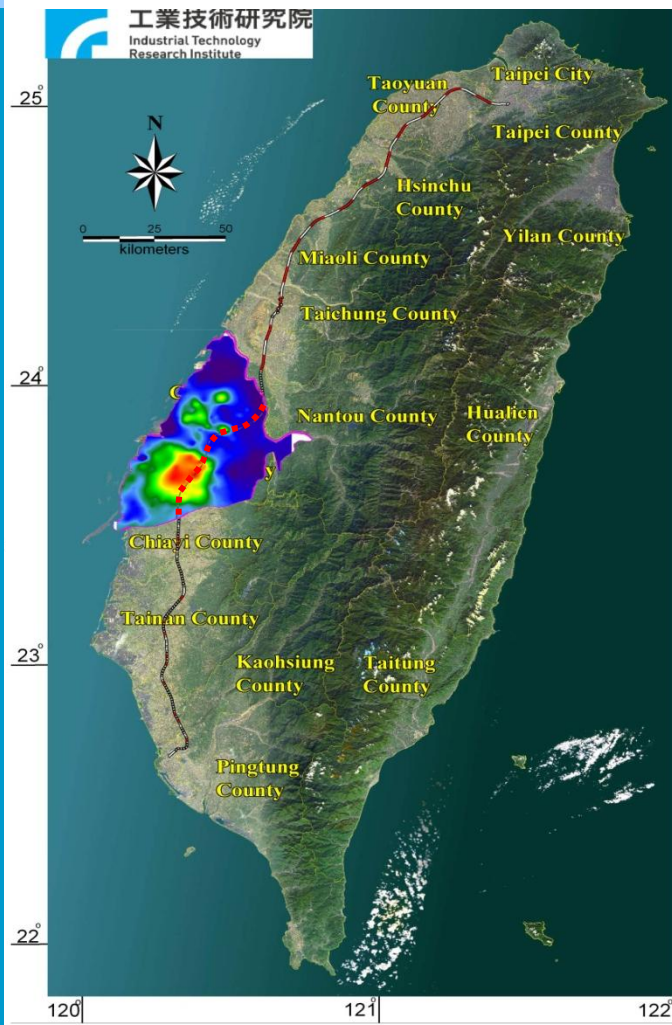 工業技術研究院
Industrial Technology
Research Institute
Taipei City
Taoyuan
County
25°
N
Taipei County
Hsinchu
County
0 25 50
kilometers
Yilan County
Miaoli County
Taichung County
24°
C
Nantou County
Hualien
County
y
Chiayi County
Tainan County
23°
Kaohsiung
County
Taitung
County
Pingtung
County
22°
120°
121°
122